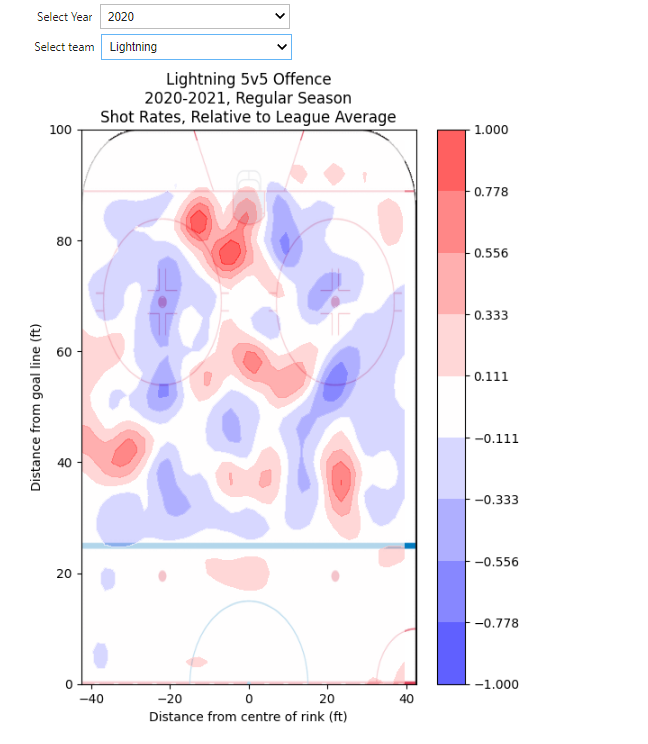 Select Year 2020
Select team Lightning
Lightning 5v5 Offence
2020-2021, Regular Season
Shot Rates, Relative to League Average
100
80
60
40
20
0
Distance from goal line (ft)
−40 −20 0 20 40
Distance from centre of rink (ft)
1.000
0.778
0.556
0.333
0.111
−0.111
−0.333
−0.556
−0.778
−1.000